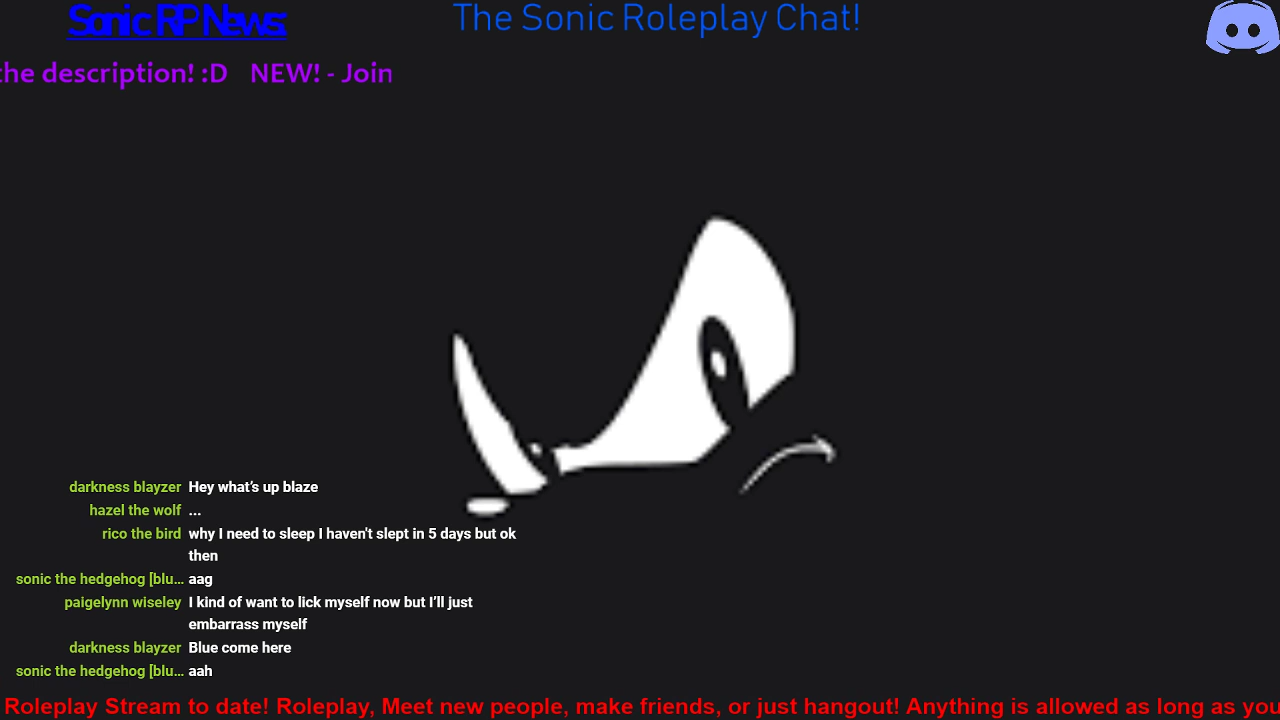 Sonic RP News:
The Sonic Roleplay Chat!
the description! :D NEW! - Join
darkness blayzer Hey what’s up blaze
hazel the wolf ...
rico the bird why I need to sleep I haven't slept in 5 days but ok
then
sonic the hedgehog [blu... aag
paigelynn wiseley I kind of want to lick myself now but I’ll just
embarrass myself
darkness blayzer Blue come here
sonic the hedgehog [blu... aah
Roleplay Stream to date! Roleplay, Meet new people, make friends, or just hangout! Anything is allowed as long as you